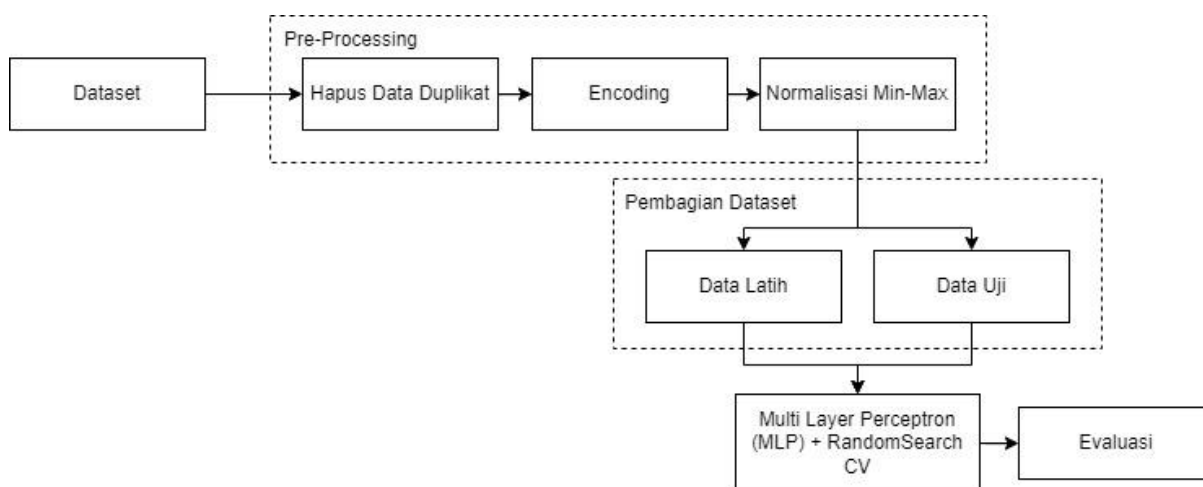 Pre-Processing
Dataset
Hapus Data Duplikat
Encoding
Normalisasi Min-Max
Pembagian Dataset
Data Latih
Data Uji
Multi Layer Perceptron
(MLP) + RandomSearch
CV
Evaluasi